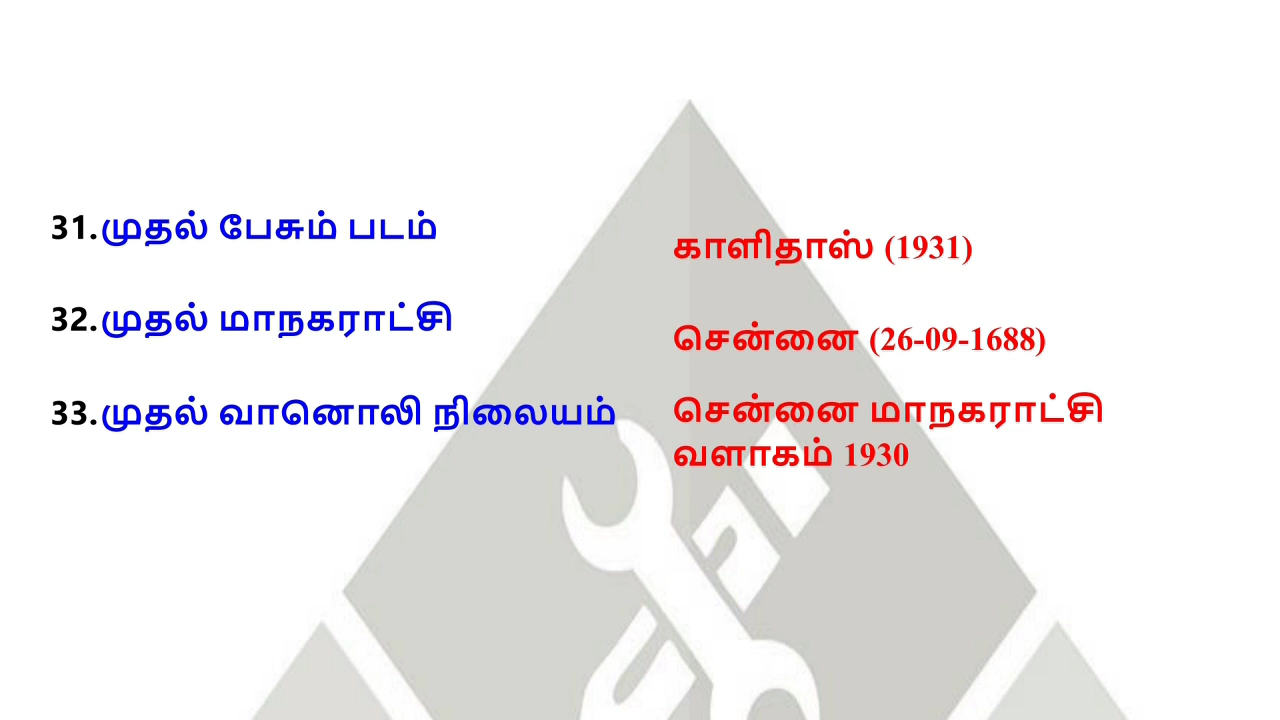 31.முதல் பேசும் படம்
காளிதாஸ் (1931)
32.முதல் மாநகராட்சி
சென்னை (26-09-1688)
33.முதல் வானொலி நிலையம்
சென்னை மாநகராட்சி
வளாகம் 1930